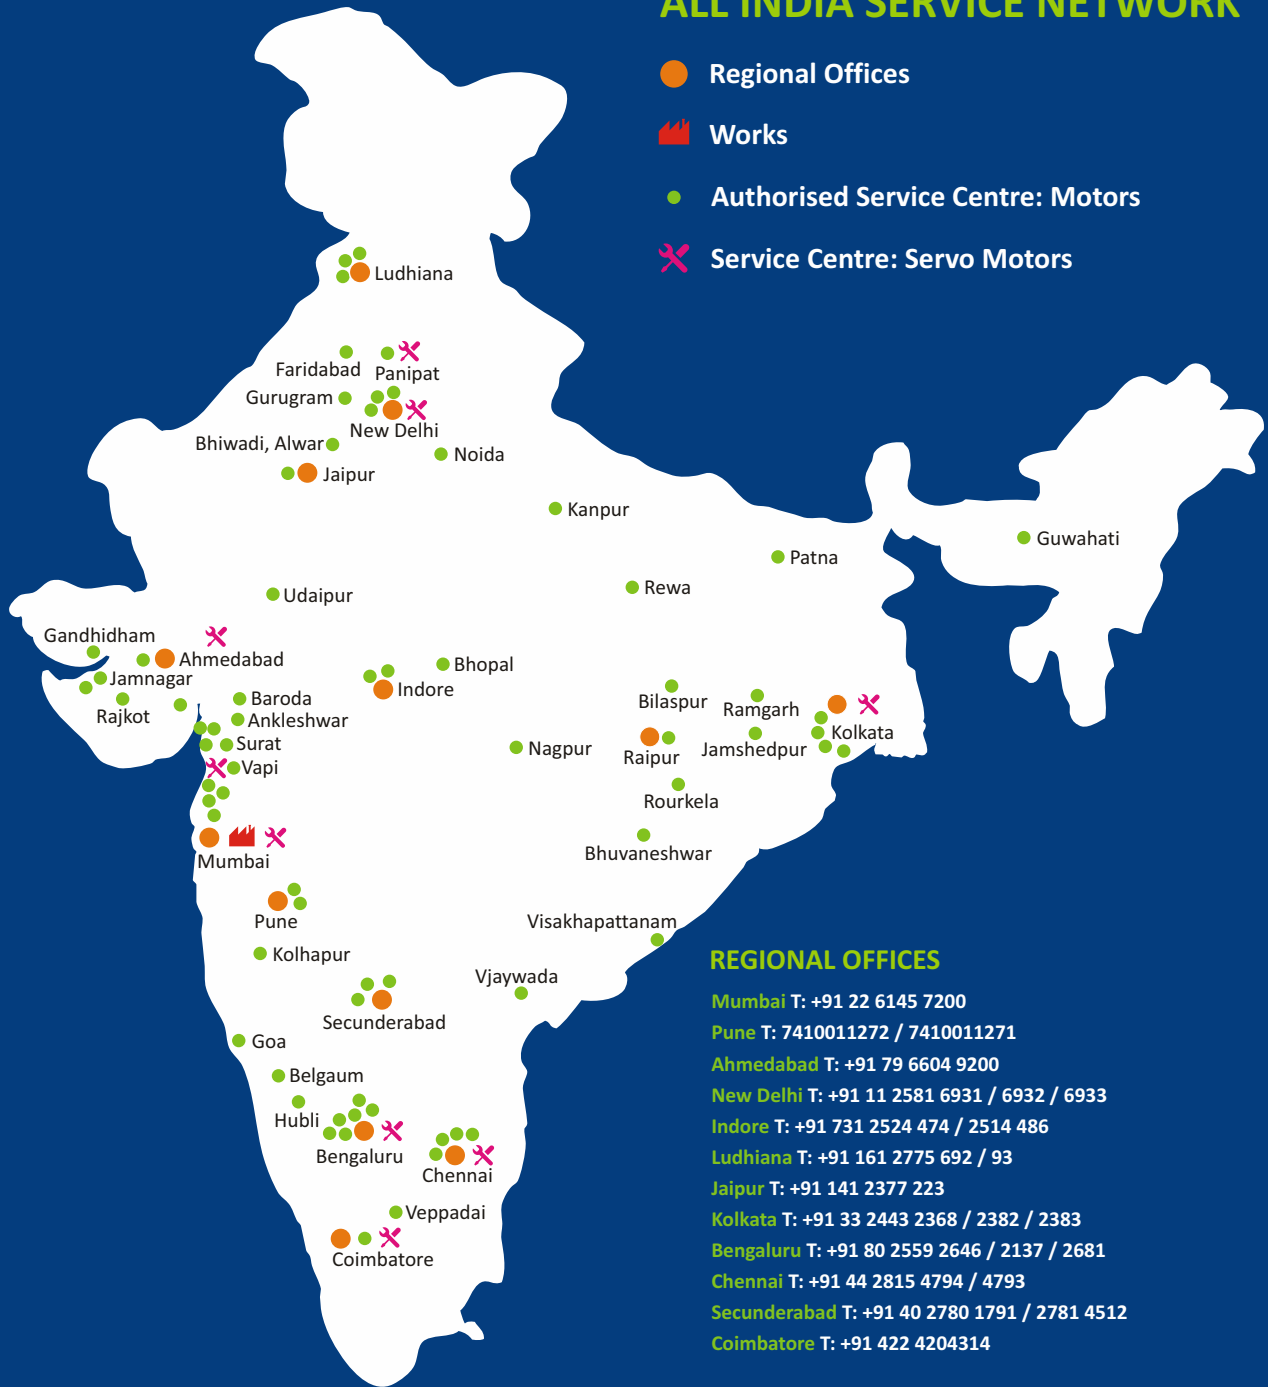 ALL INDIA SERVICE NETWORK
Regional Offices
Works
Authorised Service Centre: Motors
Service Centre: Servo Motors
Ludhiana
Faridabad
Panipat
Gurugram
New Delhi
Bhiwadi, Alwar
Noida
Jaipur
Kanpur
Guwahati
Patna
Rewa
Udaipur
Gandhidham
Ahmedabad
Bhopal
Jamnagar
Indore
Baroda
Bilaspur
Ramgarh
Rajkot
Ankleshwar
Kolkata
Surat
Nagpur
Raipur
Jamshedpur
Vapi
Rourkela
Mumbai
Bhuvaneshwar
Pune
Visakhapattanam
Kolhapur
Vjaywada
Secunderabad
Goa
Belgaum
Hubli
Bengaluru
Chennai
Veppadai
Coimbatore
REGIONAL OFFICES
Mumbai T: +91 22 6145 7200
Pune T: 7410011272 / 7410011271
Ahmedabad T: +91 79 6604 9200
New Delhi T: +91 11 2581 6931 / 6932 / 6933
Indore T: +91 731 2524 474 / 2514 486
Ludhiana T: +91 161 2775 692 / 93
Jaipur T: +91 141 2377 223
Kolkata T: +91 33 2443 2368 / 2382 / 2383
Bengaluru T: +91 80 2559 2646 / 2137 / 2681
Chennai T: +91 44 2815 4794 / 4793
Secunderabad T: +91 40 2780 1791 / 2781 4512
Coimbatore T: +91 422 4204314